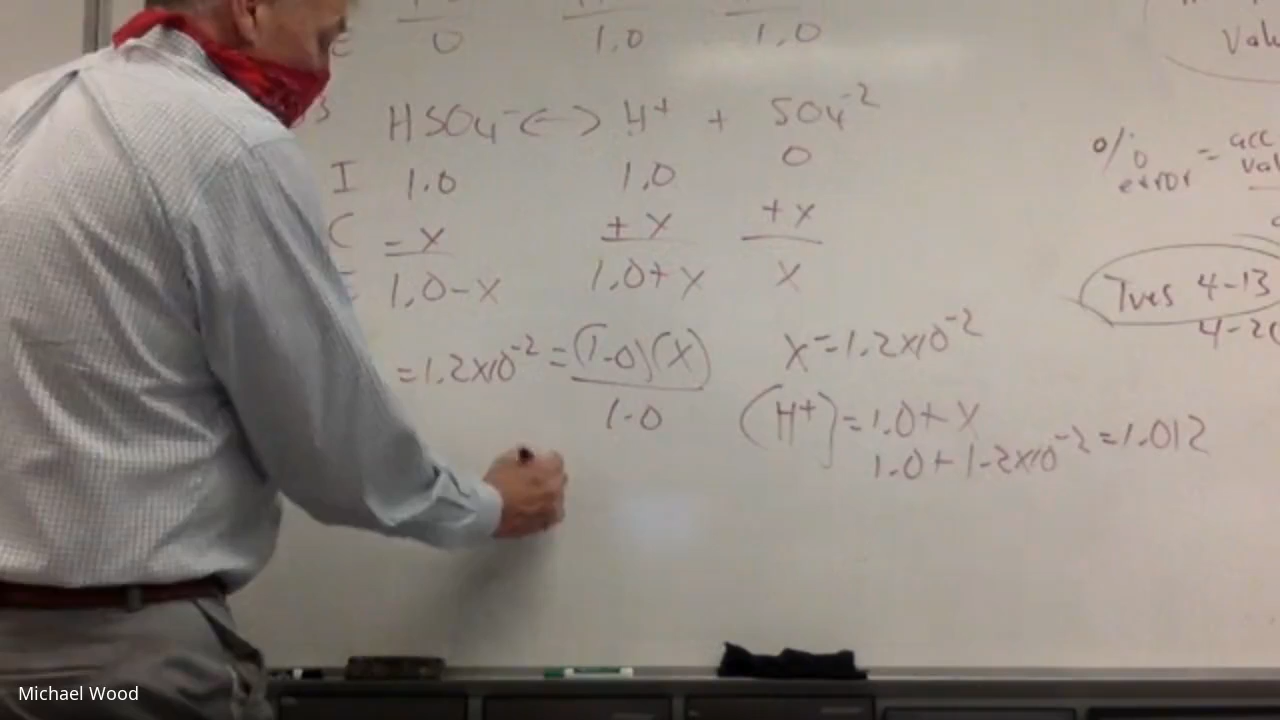 0 1.0 1.0
HSO4- <-> H+ + SO4-2
I 1.0 1.0 0
C -x +x +x
1.0-x 1.0+x x
=1.2x10-2 = (1.0)(x)
1.0
x = 1.2x10-2
[H+] = 1.0+x
1.0+1.2x10-2 = 1.012
% error = acc
val
Tues 4-13
4-20
Michael Wood